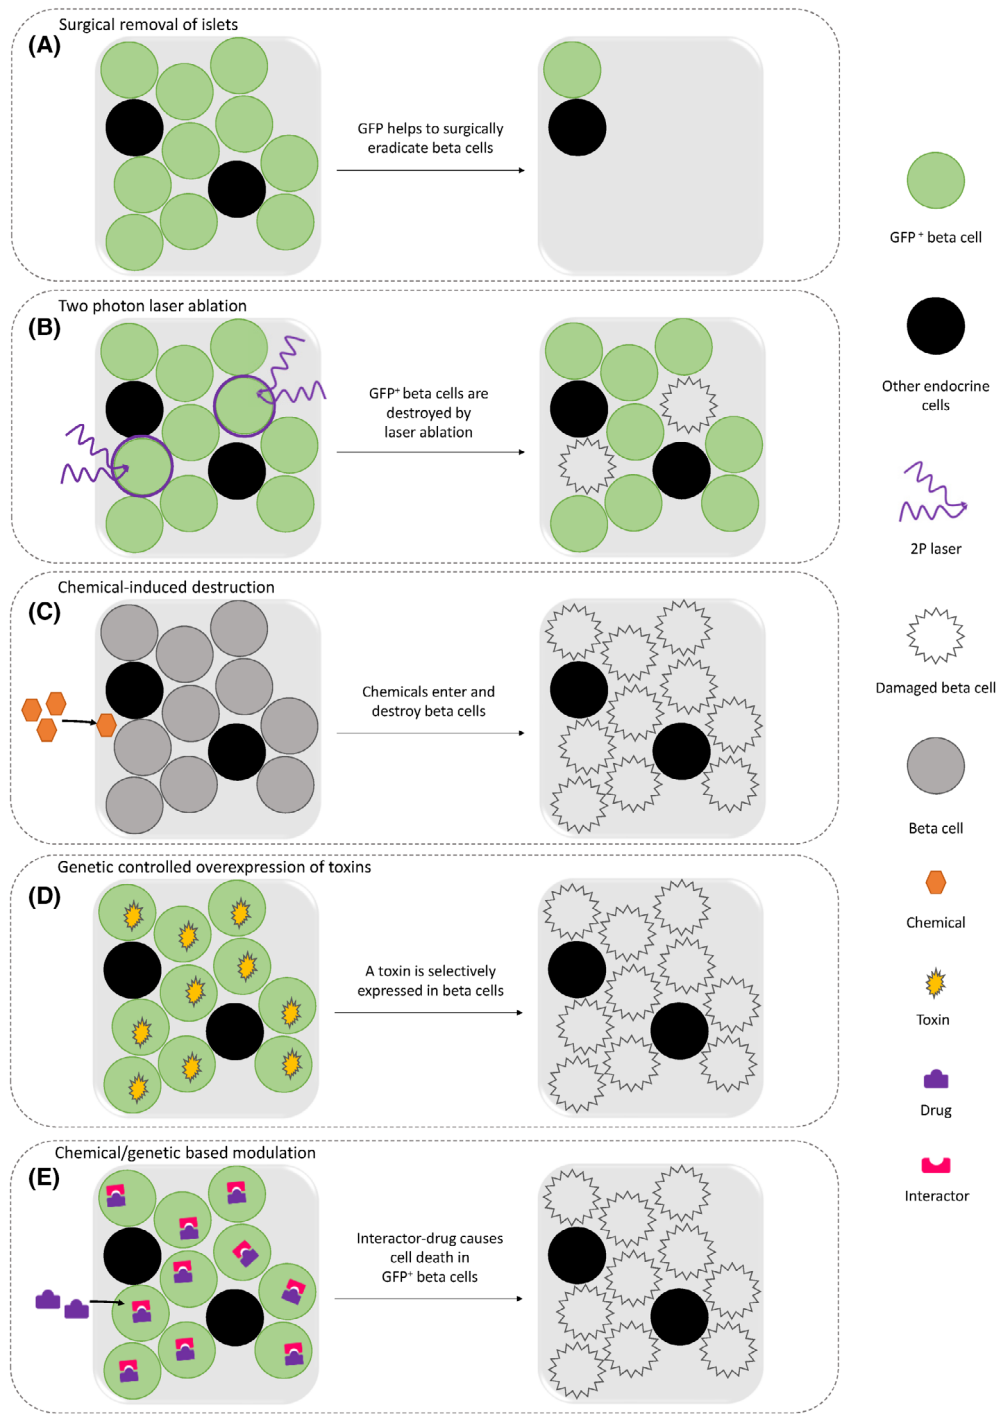 Surgical removal of islets
(A)
GFP helps to surgically
eradicate beta cells
Two photon laser ablation
(B)
GFP⁺ beta cells are
destroyed by
laser ablation
Chemical-induced destruction
(C)
Chemicals enter and
destroy beta cells
Genetic controlled overexpression of toxins
(D)
A toxin is selectively
expressed in beta cells
Chemical/genetic based modulation
(E)
Interactor-drug causes
cell death in
GFP⁺ beta cells
GFP⁺ beta cell
Other endocrine
cells
2P laser
Damaged beta cell
Beta cell
Chemical
Toxin
Drug
Interactor